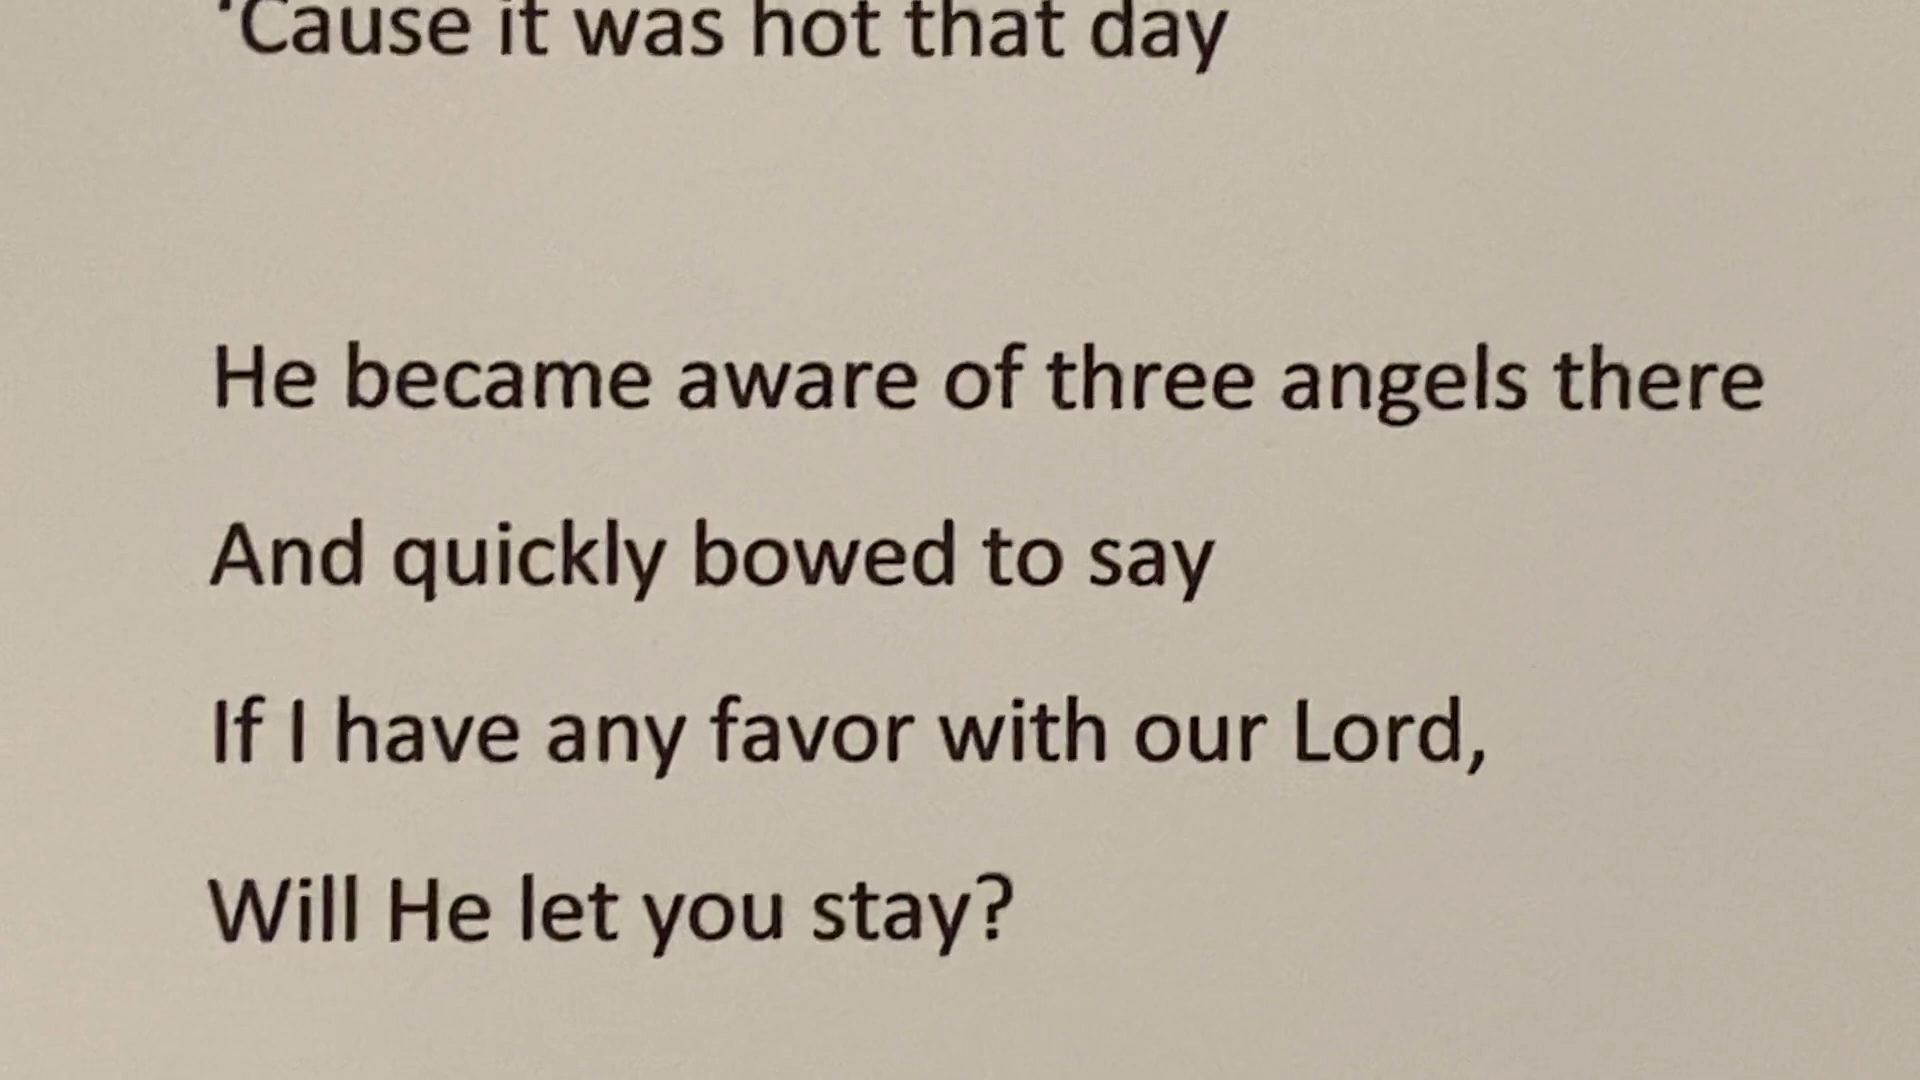 'Cause it was hot that day
He became aware of three angels there
And quickly bowed to say
If I have any favor with our Lord,
Will He let you stay?